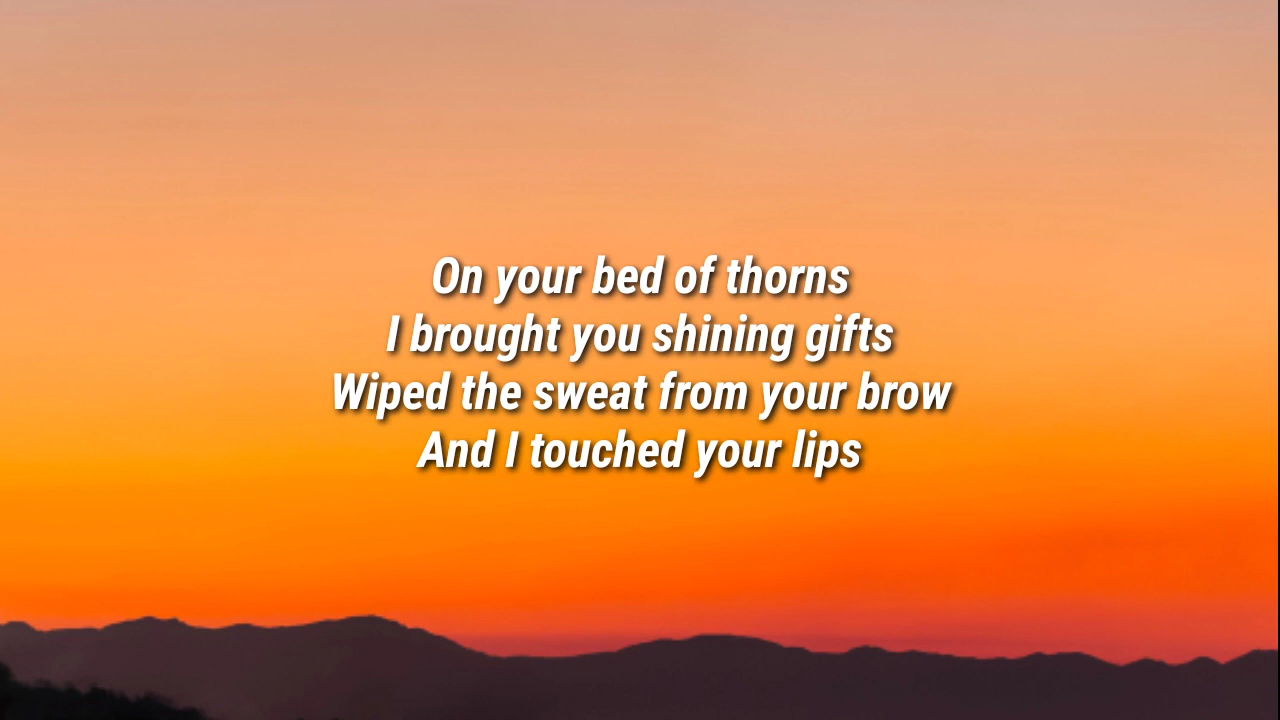 On your bed of thorns
I brought you shining gifts
Wiped the sweat from your brow
And I touched your lips